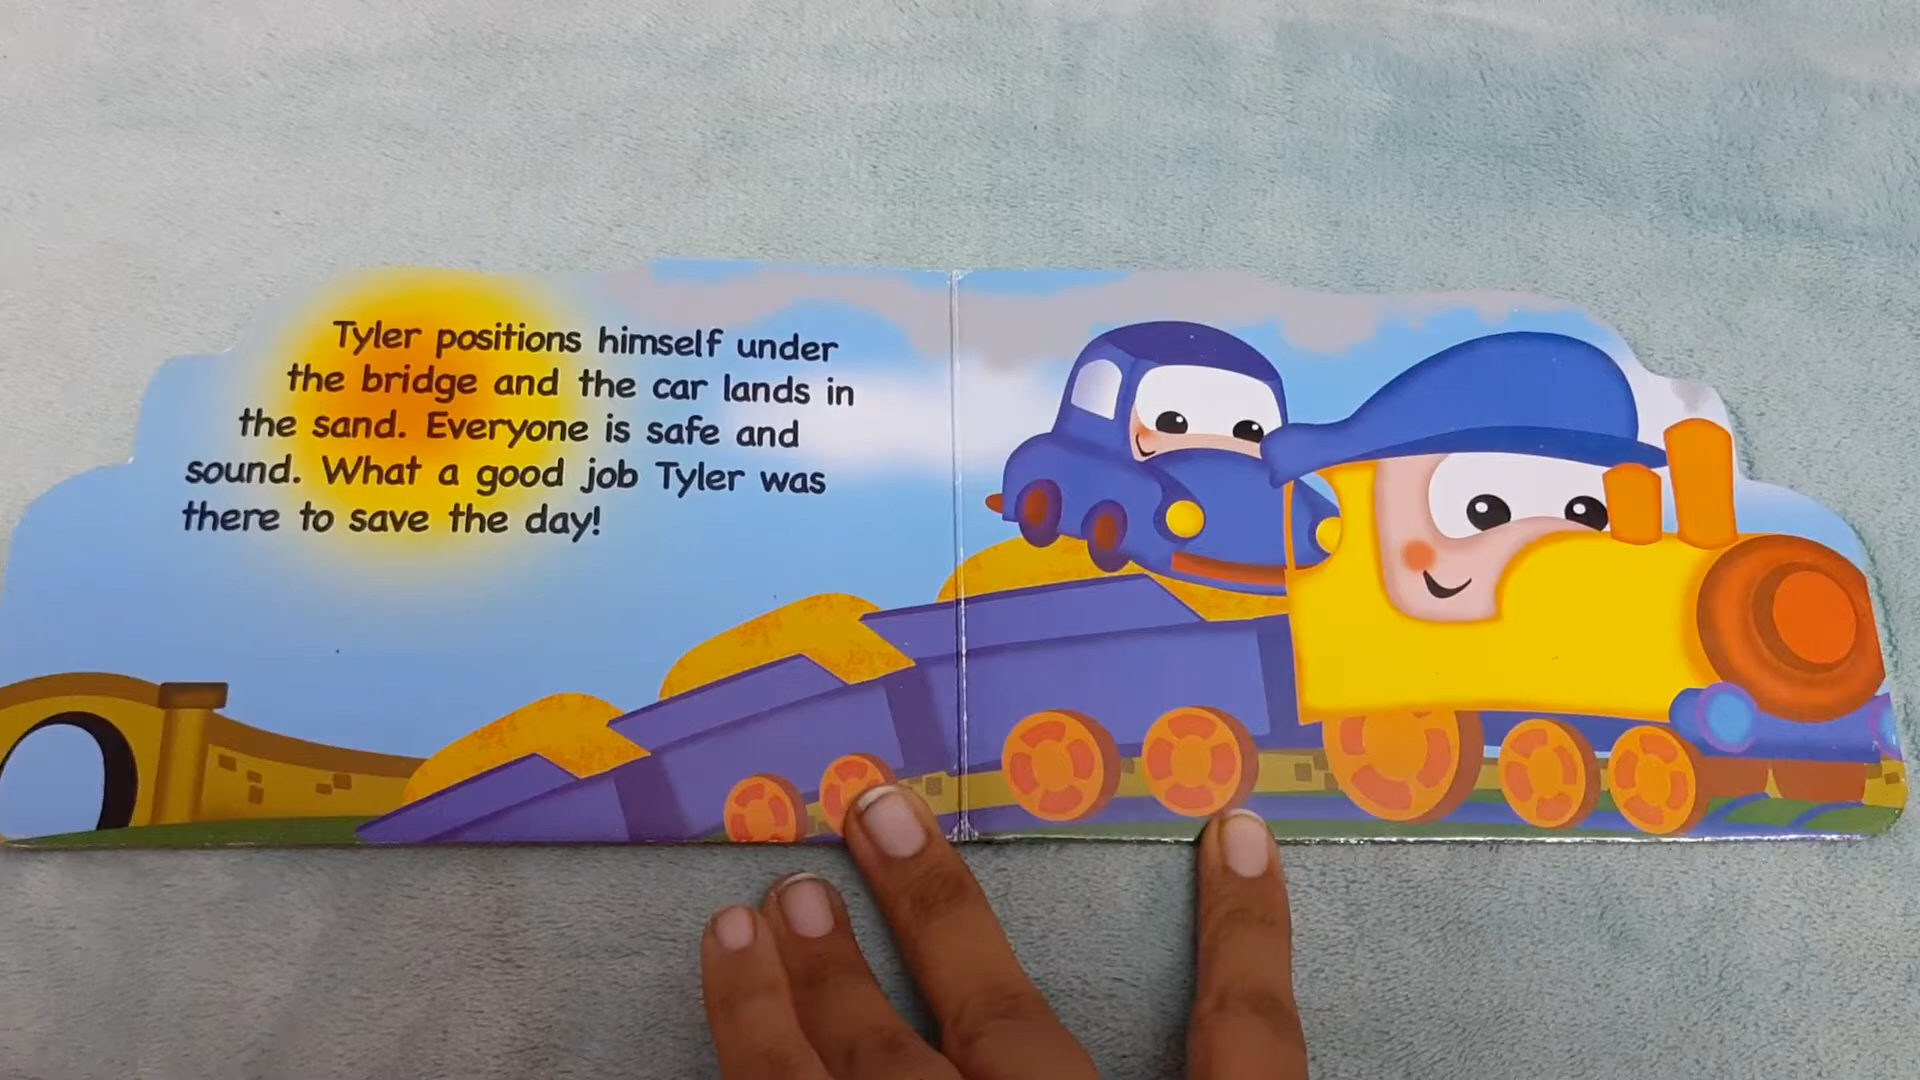 Tyler positions himself under
the bridge and the car lands in
the sand. Everyone is safe and
sound. What a good job Tyler was
there to save the day!